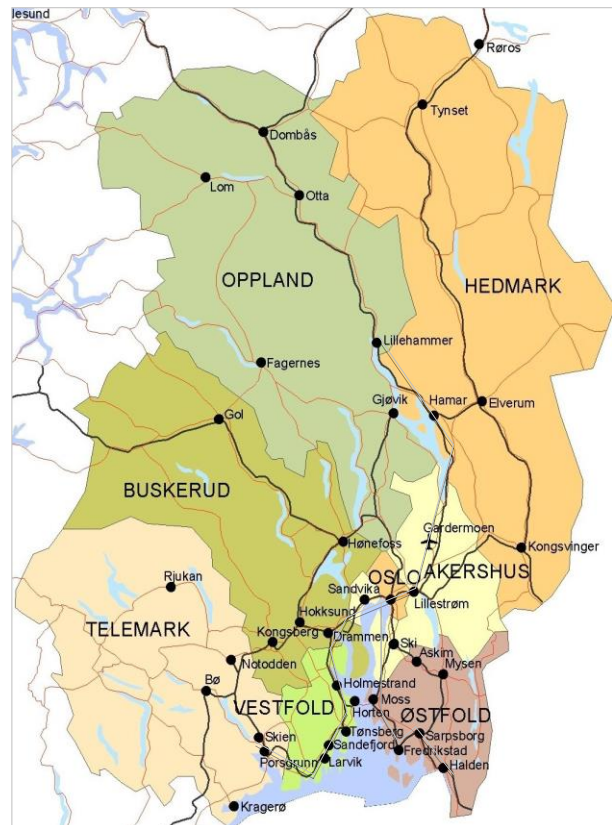 lesund
Røros
Tynset
Dombås
Lom
Otta
OPPLAND
HEDMARK
Lillehammer
Fagernes
Gjøvik
Hamar
Elverum
Gol
BUSKERUD
Gardermoen
Hønefoss
Kongsvinger
AKERSHUS
OSLO
Rjukan
Sandvika
Lillestrøm
Hokksund
TELEMARK
Kongsberg
Drammen
Ski
Askim
Notodden
Mysen
Bø
Holmestrand
Moss
VESTFOLD
Horten
ØSTFOLD
Tønsberg
Sarpsborg
Skien
Sandefjord
Fredrikstad
Porsgrunn
Larvik
Halden
Kragerø